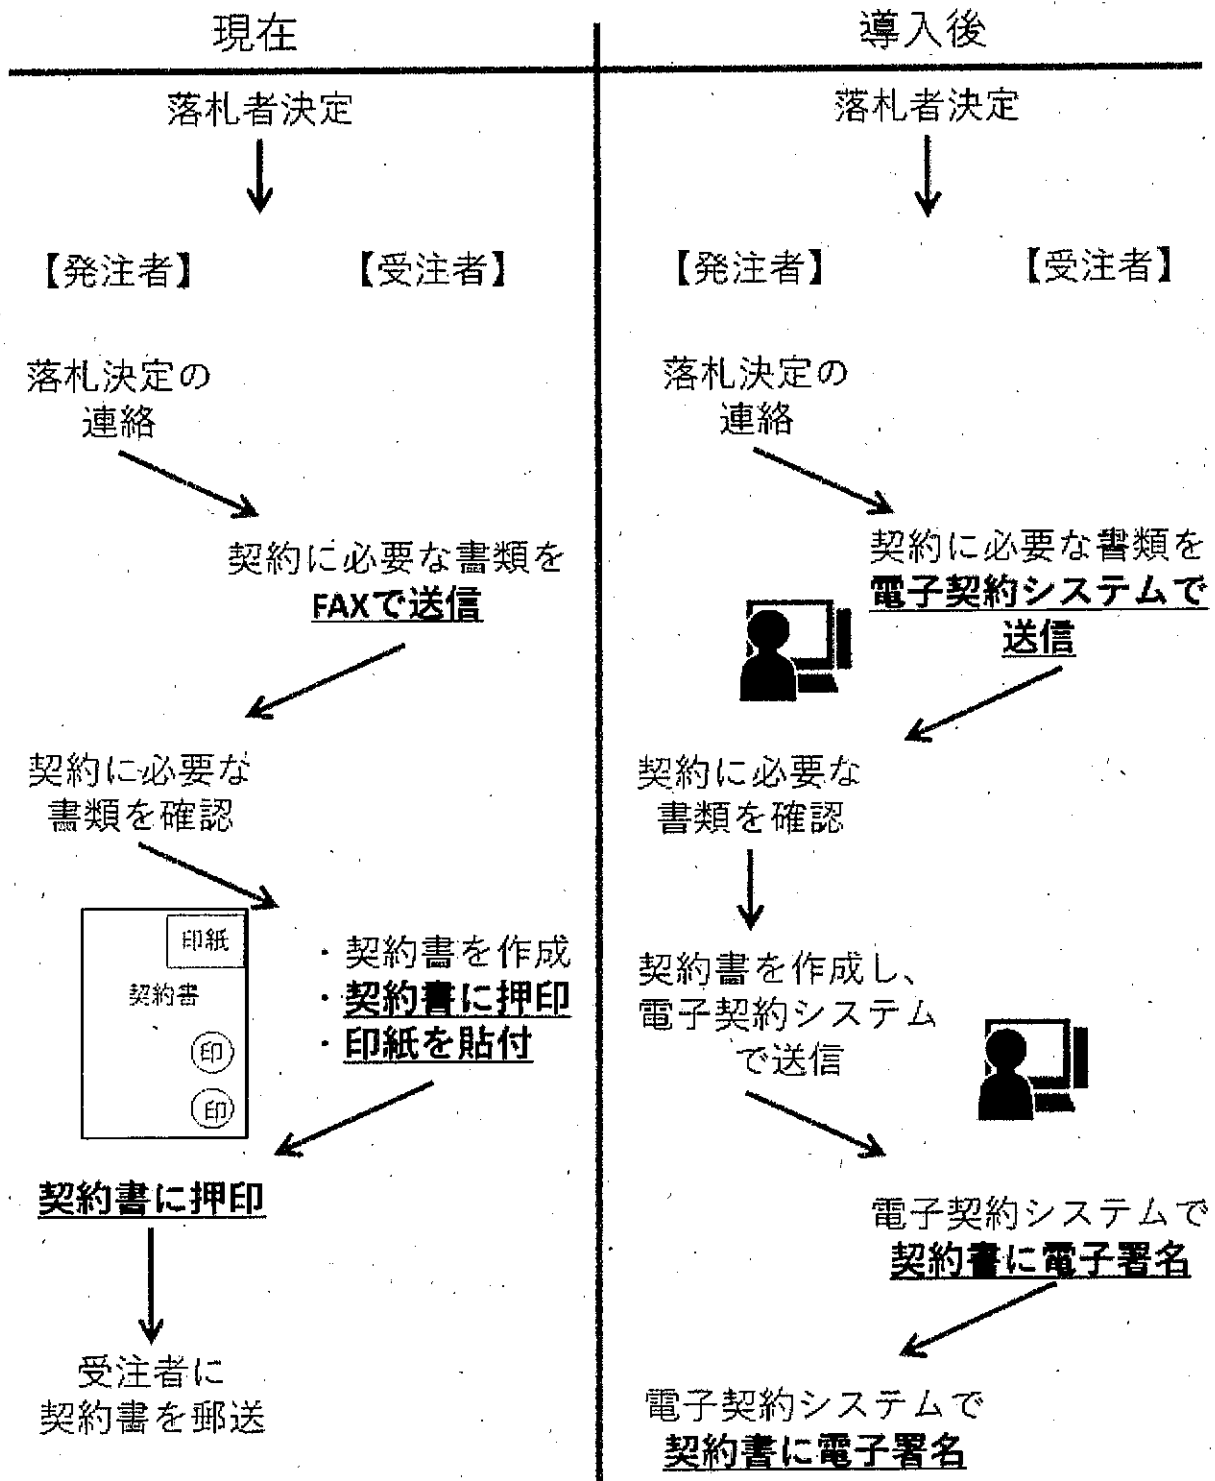 現在
落札者決定
【発注者】
【受注者】
落札決定の
連絡
契約に必要な書類を
FAXで送信
契約に必要な
書類を確認
印紙
契約書
印
印
・契約書を作成
・契約書に押印
・印紙を貼付
契約書に押印
受注者に
契約書を郵送
導入後
落札者決定
【発注者】
【受注者】
落札決定の
連絡
契約に必要な書類を
電子契約システムで
送信
契約に必要な
書類を確認
契約書を作成し、
電子契約システム
で送信
電子契約システムで
契約書に電子署名
電子契約システムで
契約書に電子署名